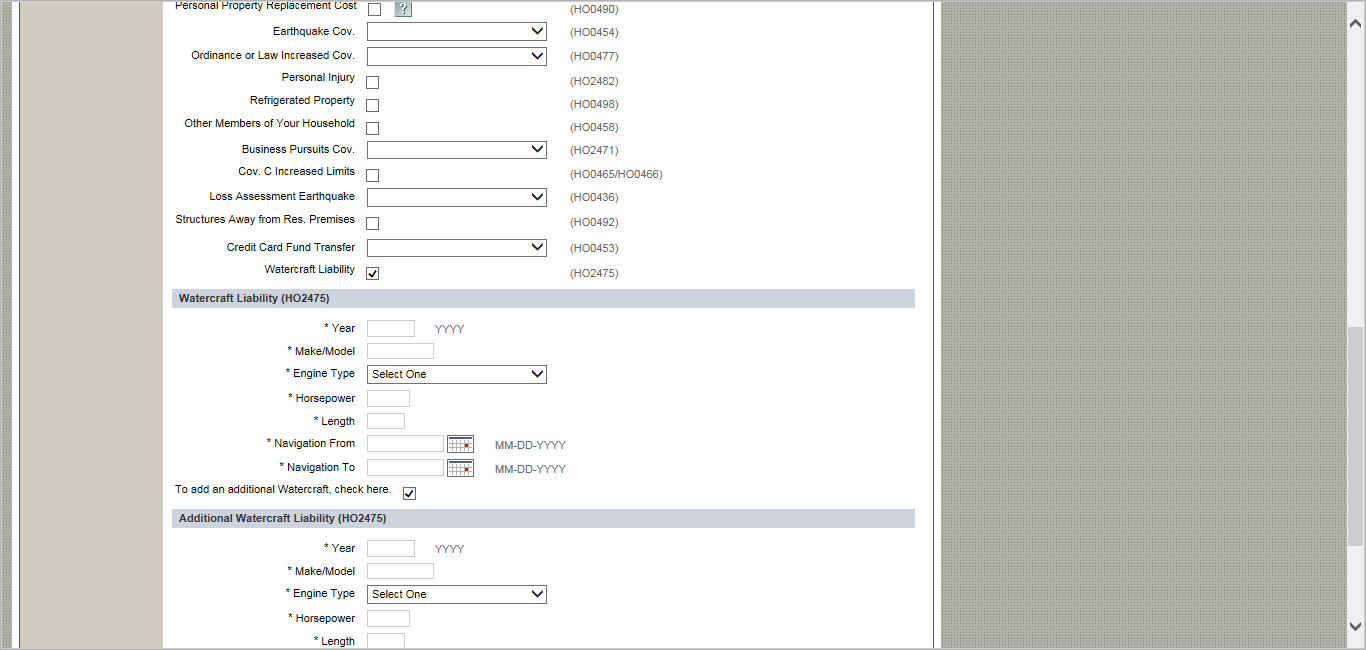 Personal Property Replacement Cost ? (HO0490)
Earthquake Cov. (HO0454)
Ordinance or Law Increased Cov. (HO0477)
Personal Injury (HO2482)
Refrigerated Property (HO0498)
Other Members of Your Household (HO0458)
Business Pursuits Cov. (HO2471)
Cov. C Increased Limits (HO0465/HO0466)
Loss Assessment Earthquake (HO0436)
Structures Away from Res. Premises (HO0492)
Credit Card Fund Transfer (HO0453)
Watercraft Liability (HO2475)
Watercraft Liability (HO2475)
* Year YYYY
* Make/Model
* Engine Type Select One
* Horsepower
* Length
* Navigation From MM-DD-YYYY
* Navigation To MM-DD-YYYY
To add an additional Watercraft, check here.
Additional Watercraft Liability (HO2475)
* Year YYYY
* Make/Model
* Engine Type Select One
* Horsepower
* Length